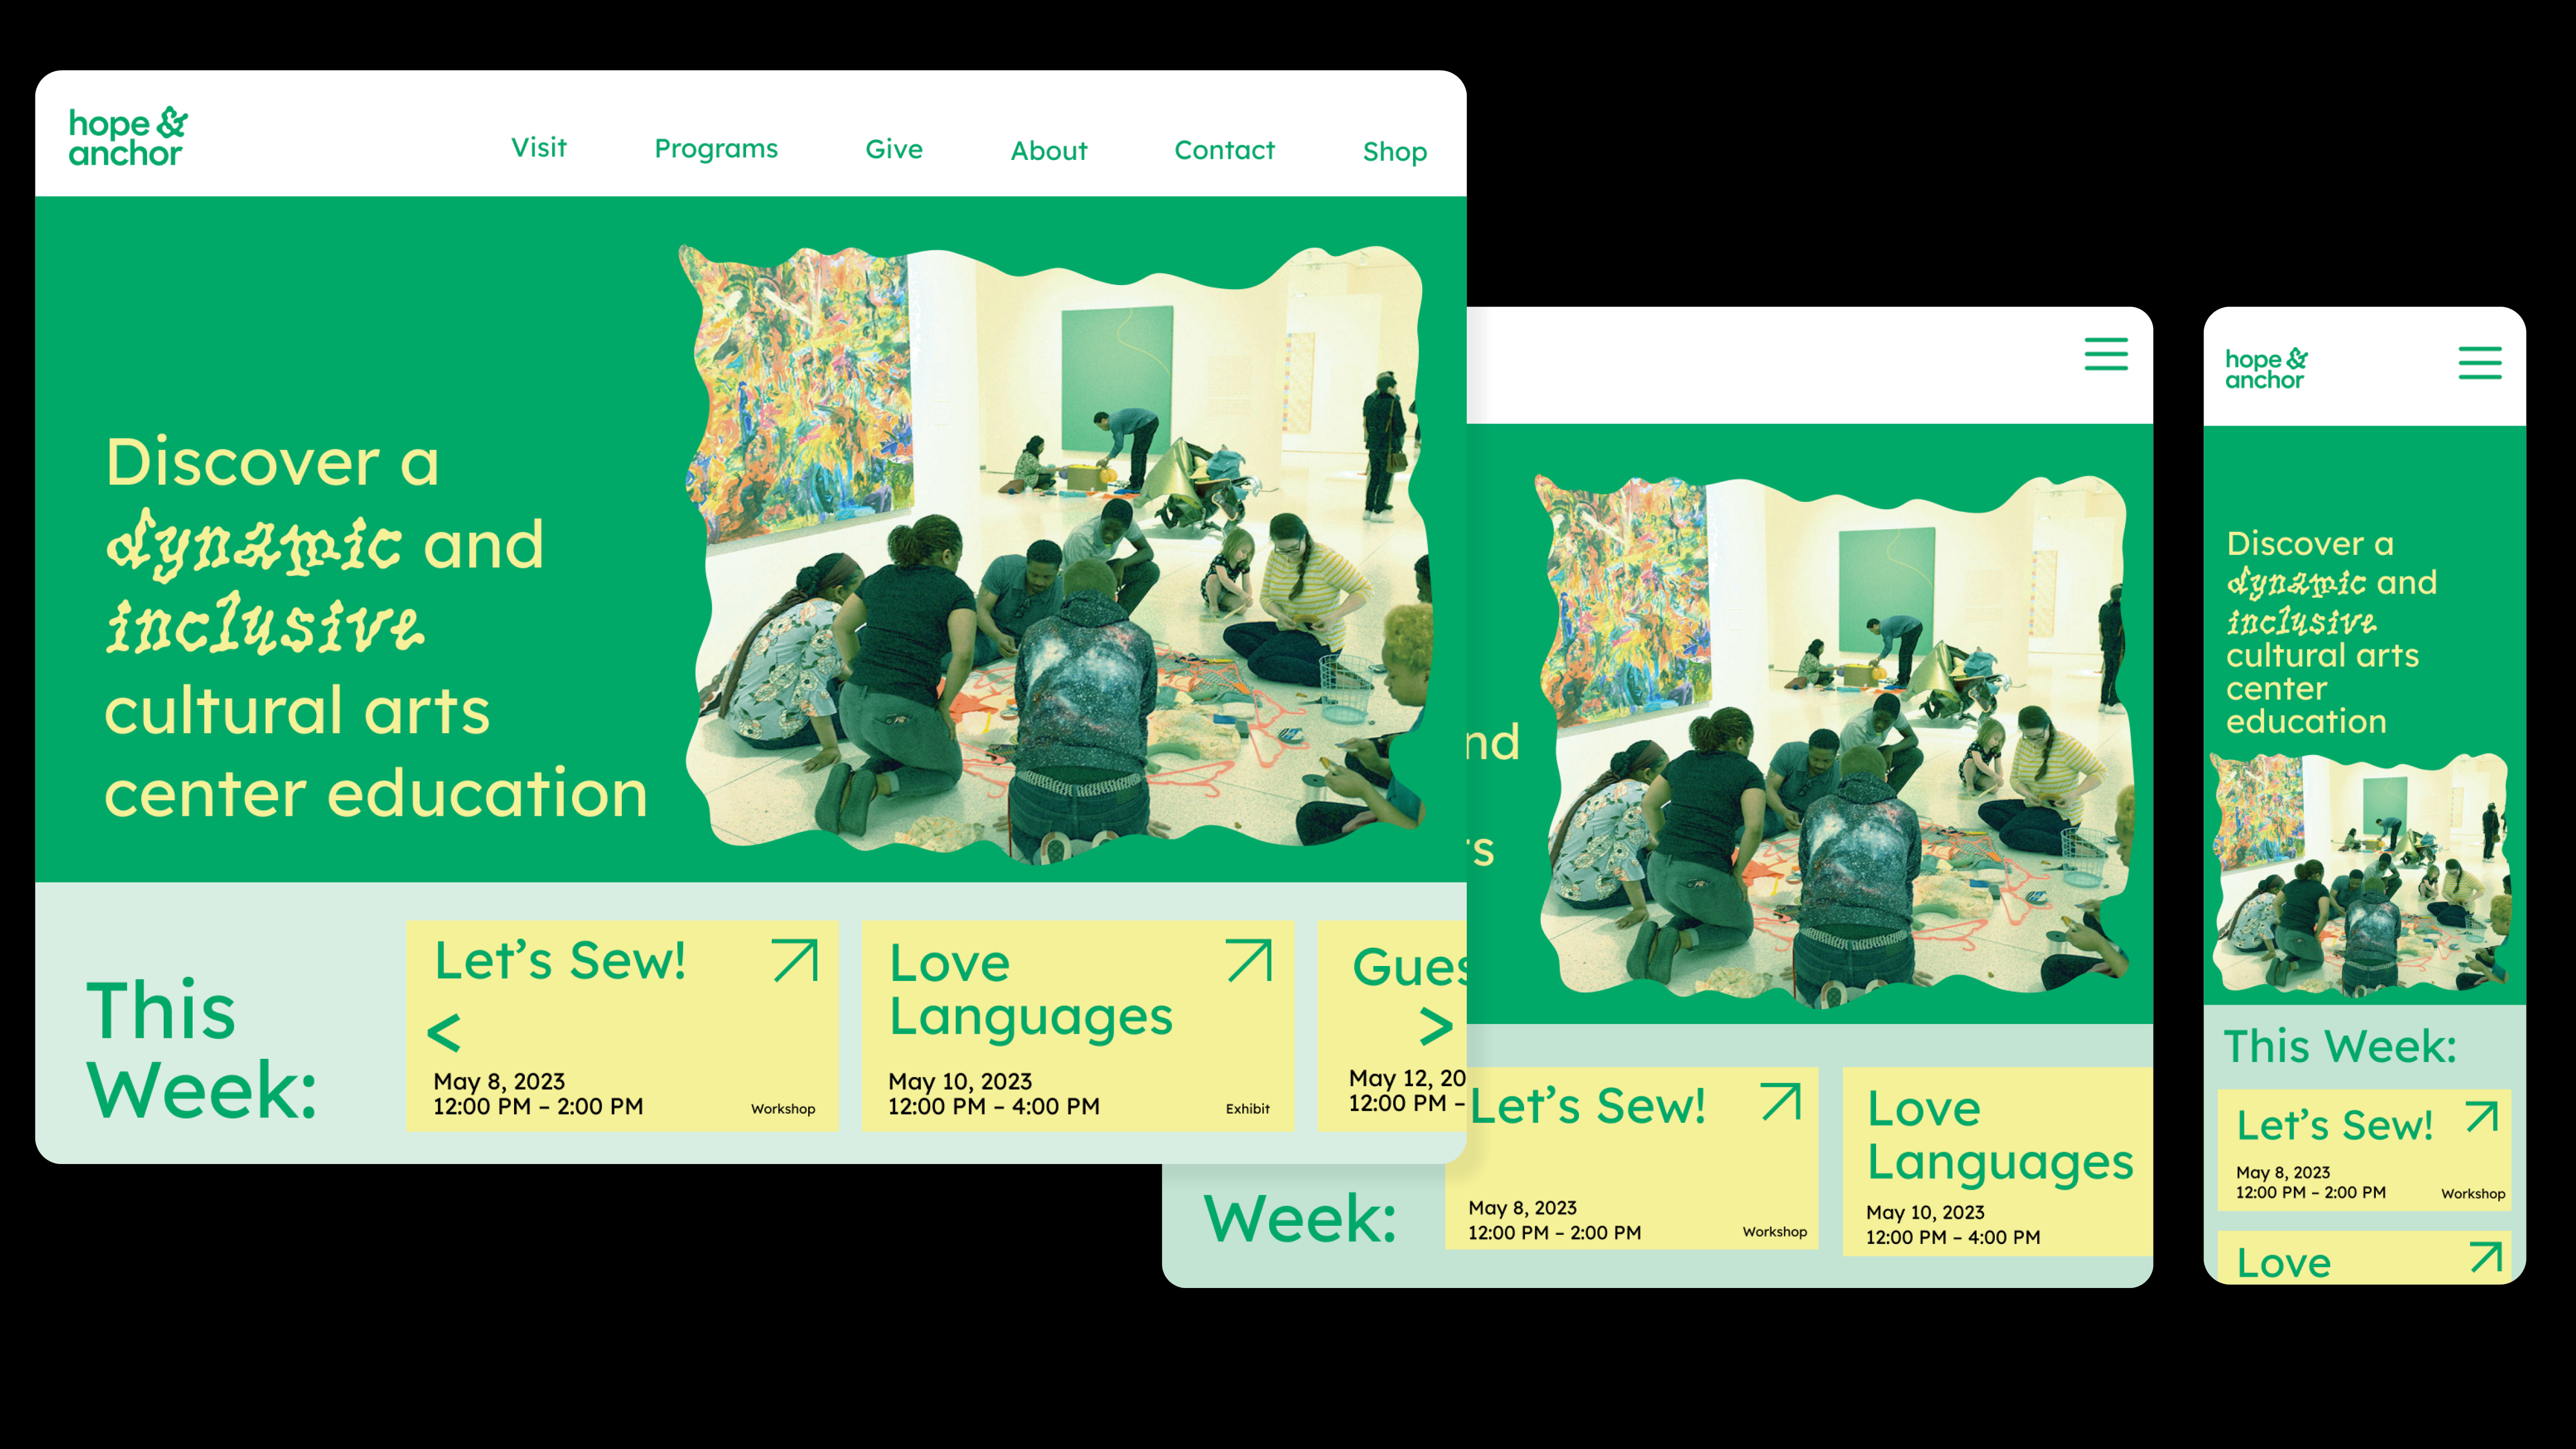 hope &
anchor
Visit Programs Give About Contact Shop
Discover a
dynamic and
inclusive
cultural arts
center education
This
Week:
Let's Sew!
<
May 8, 2023
12:00 PM – 2:00 PM
Workshop
Love
Languages
May 10, 2023
12:00 PM – 4:00 PM
Exhibit
Gues
>
May 12, 20
12:00 PM –
nd
rs
Week:
Let's Sew!
May 8, 2023
12:00 PM – 2:00 PM
Workshop
Love
Languages
May 10, 2023
12:00 PM – 4:00 PM
hope &
anchor
Discover a
dynamic and
inclusive
cultural arts
center
education
This Week:
Let's Sew!
May 8, 2023
12:00 PM – 2:00 PM
Workshop
Love